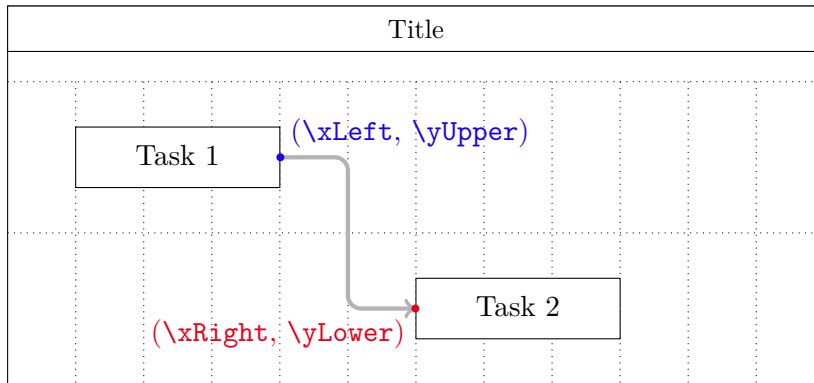 Title
(\xLeft, \yUpper)
Task 1
Task 2
(\xRight, \yLower)